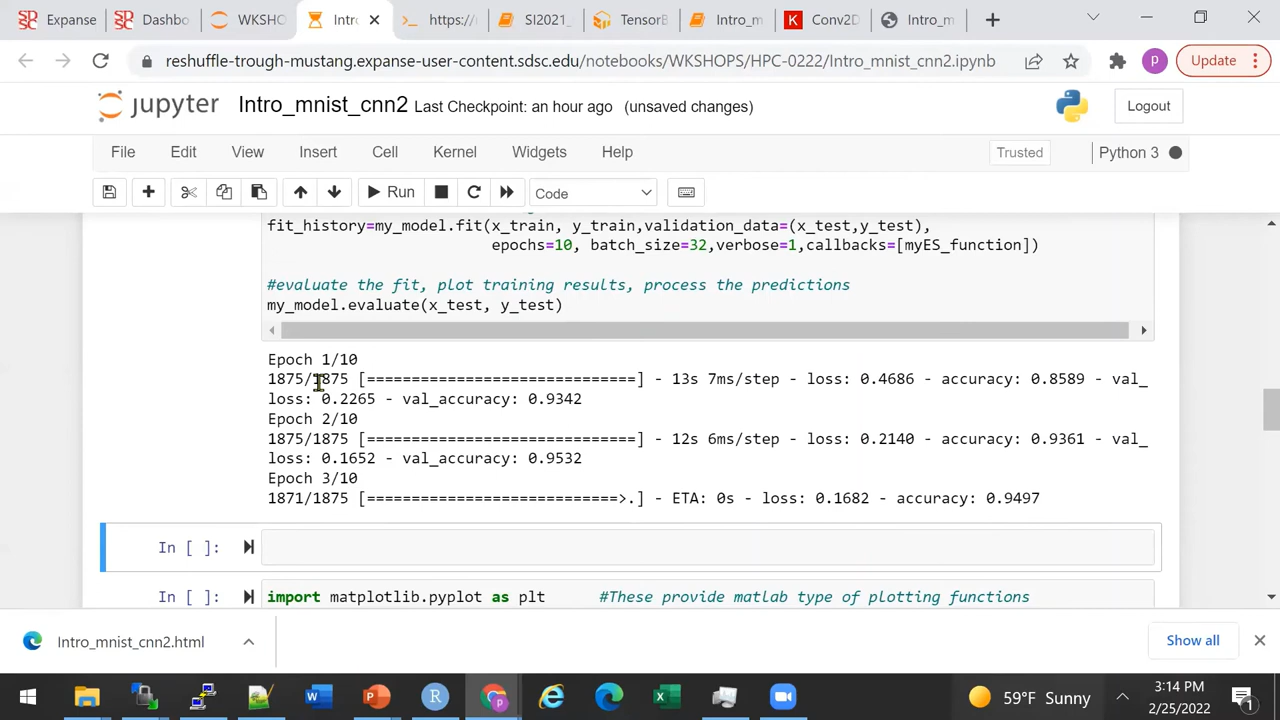 Expanse
Dashbo
WKSHO
Intro
https://
SI2021_
TensorB
Intro_m
K Conv2D
Intro_m
reshuffle-trough-mustang.expanse-user-content.sdsc.edu/notebooks/WKSHOPS/HPC-0222/Intro_mnist_cnn2.ipynb
P
Update
jupyter Intro_mnist_cnn2 Last Checkpoint: an hour ago (unsaved changes)
Logout
File Edit View Insert Cell Kernel Widgets Help
Trusted
Python 3
Run
Code
fit_history=my_model.fit(x_train, y_train,validation_data=(x_test,y_test),
epochs=10, batch_size=32,verbose=1,callbacks=[myES_function])
#evaluate the fit, plot training results, process the predictions
my_model.evaluate(x_test, y_test)
Epoch 1/10
1875/1875 [==============================] - 13s 7ms/step - loss: 0.4686 - accuracy: 0.8589 - val_
loss: 0.2265 - val_accuracy: 0.9342
Epoch 2/10
1875/1875 [==============================] - 12s 6ms/step - loss: 0.2140 - accuracy: 0.9361 - val_
loss: 0.1652 - val_accuracy: 0.9532
Epoch 3/10
1871/1875 [============================>.] - ETA: 0s - loss: 0.1682 - accuracy: 0.9497
In [ ]:
In [ ]: import matplotlib.pyplot as plt #These provide matlab type of plotting functions
Intro_mnist_cnn2.html
Show all
59°F Sunny
3:14 PM
2/25/2022
1